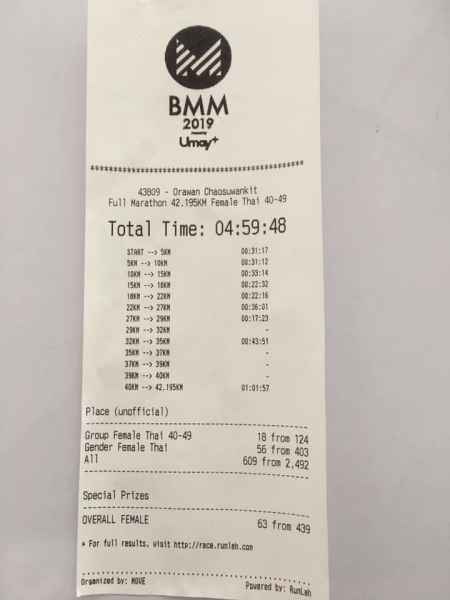 BMM
2019
Umay+
********************************************
43809 - Orawan Chaosuwankit
Full Marathon 42.195KM Female Thai 40-49
Total Time: 04:59:48
START --> 5KM 00:31:17
5KM --> 10KM 00:31:12
10KM --> 15KM 00:33:14
15KM --> 18KM 00:22:32
18KM --> 22KM 00:22:16
22KM --> 27KM 00:36:01
27KM --> 29KM 00:17:23
29KM --> 32KM -
32KM --> 35KM 00:43:51
35KM --> 37KM -
37KM --> 39KM -
39KM --> 40KM -
40KM --> 42.195KM 01:01:57
Place (unofficial)
Group Female Thai 40-49 18 from 124
Gender Female Thai 56 from 403
All 609 from 2,492
Special Prizes
OVERALL FEMALE 63 from 439
* For full results, visit http://race.runlah.com
Organized by: MOVE Powered by: RunLah